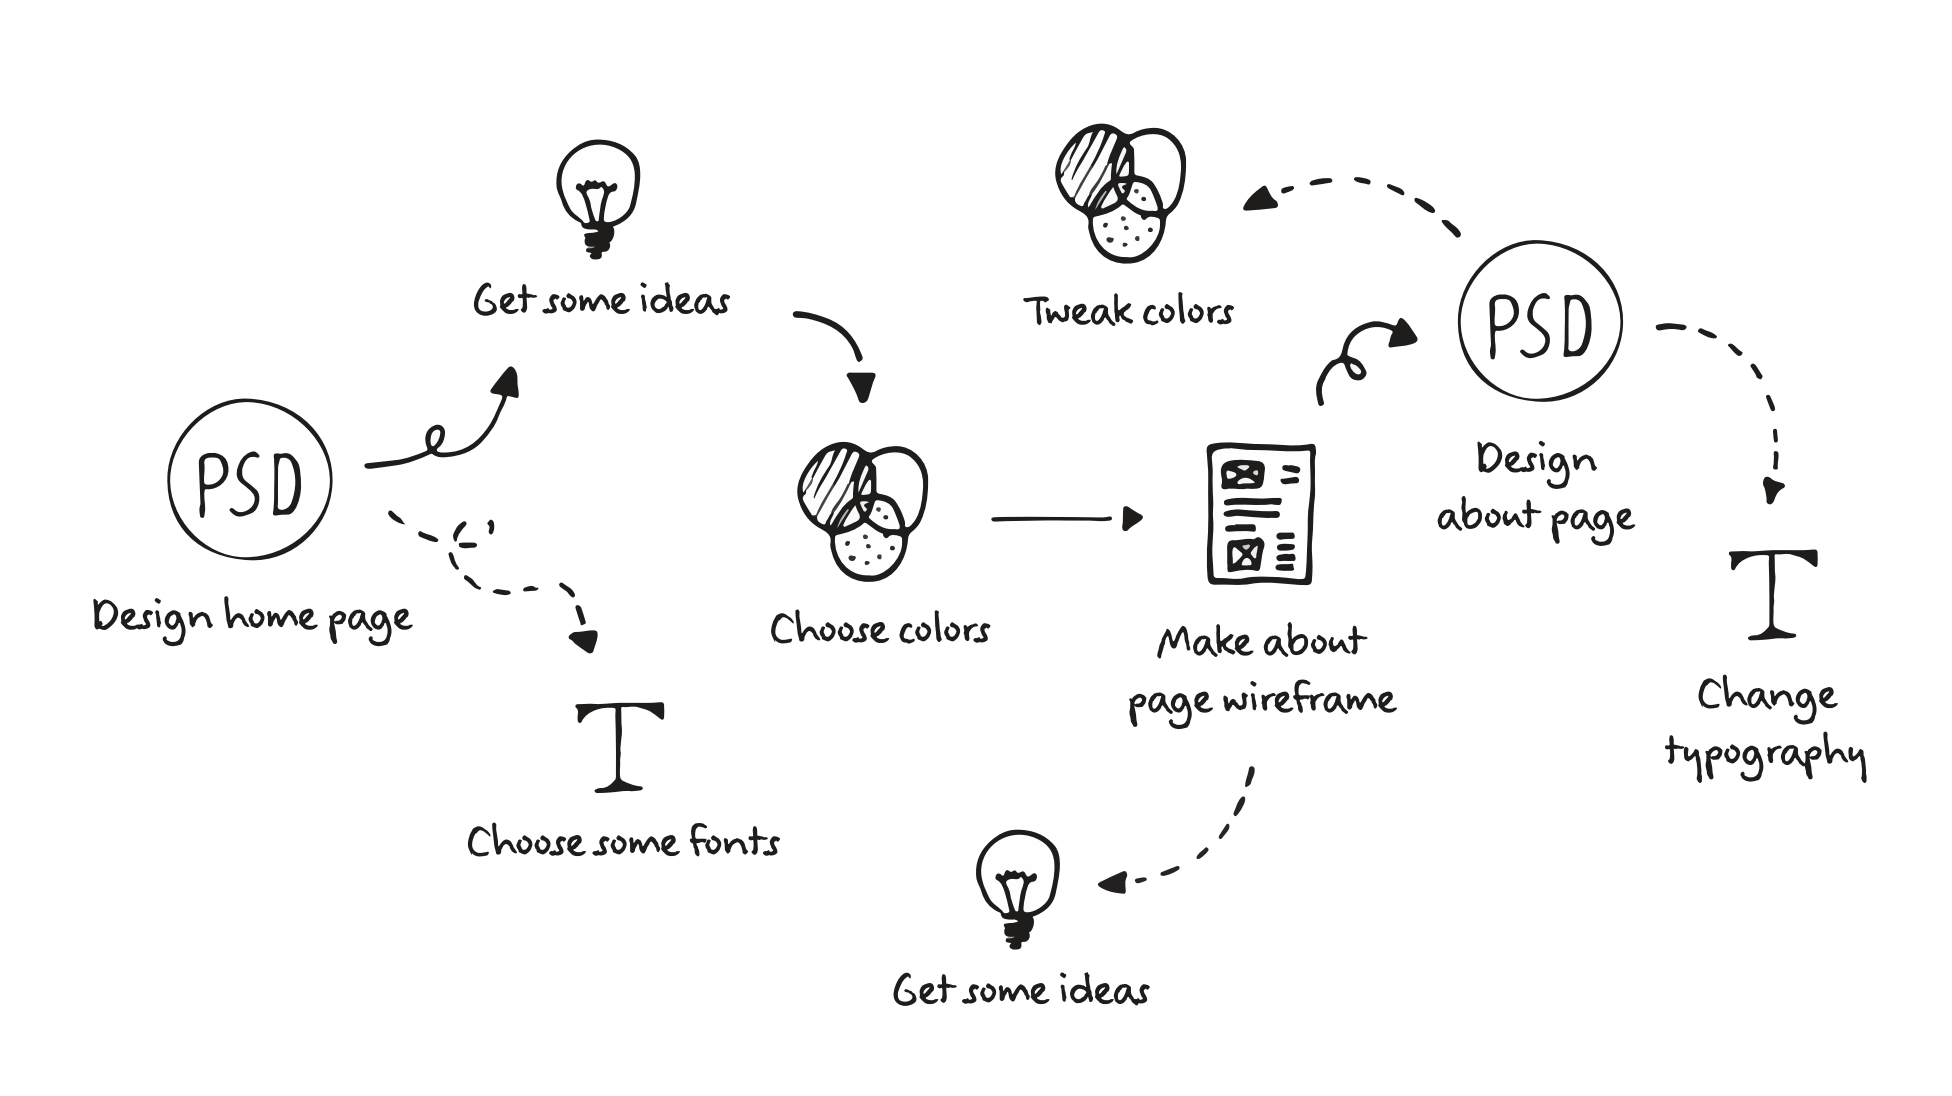 PSD
Design home page
Get some ideas
Choose some fonts
Choose colors
Make about
page wireframe
Get some ideas
Tweak colors
PSD
Design
about page
Change
typography